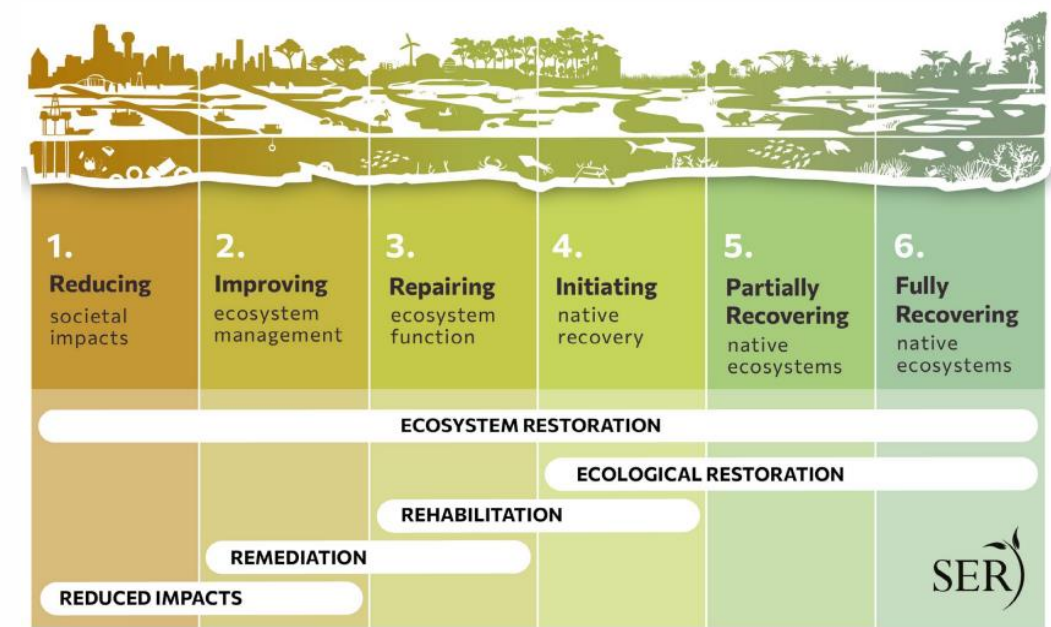 1.
Reducing
societal
impacts
2.
Improving
ecosystem
management
3.
Repairing
ecosystem
function
4.
Initiating
native
recovery
5.
Partially
Recovering
native
ecosystems
6.
Fully
Recovering
native
ecosystems
ECOSYSTEM RESTORATION
ECOLOGICAL RESTORATION
REHABILITATION
REMEDIATION
REDUCED IMPACTS
SER